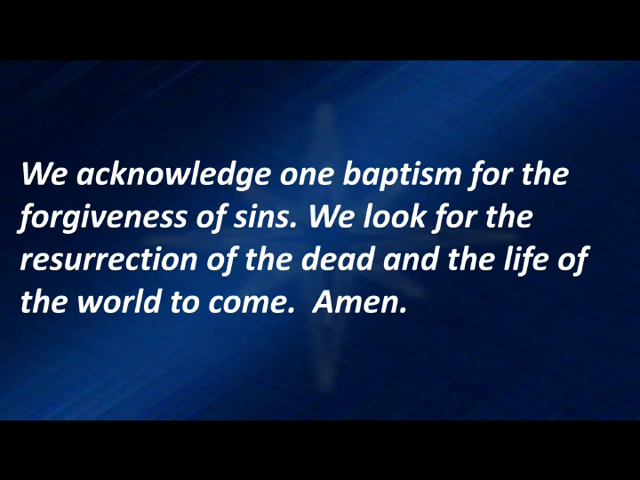 We acknowledge one baptism for the
forgiveness of sins. We look for the
resurrection of the dead and the life of
the world to come.  Amen.